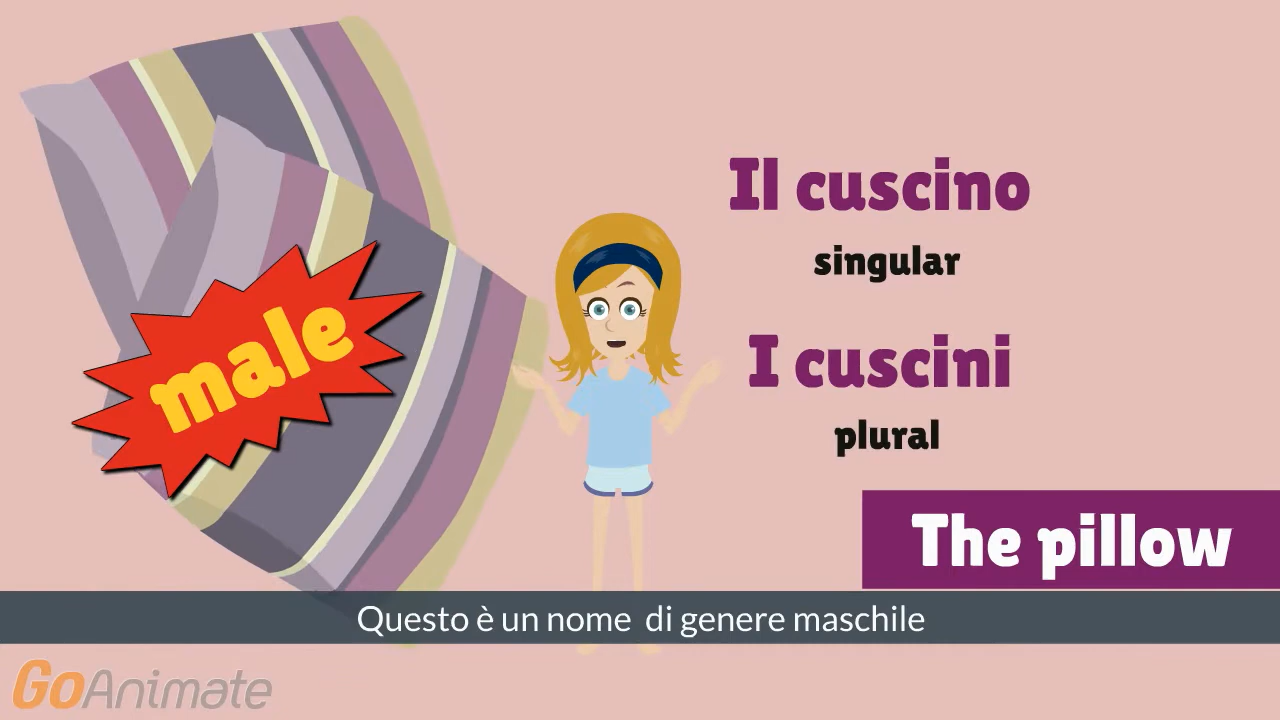 Il cuscino
singular
male
I cuscini
plural
The pillow
Questo è un nome di genere maschile
GoAnimate